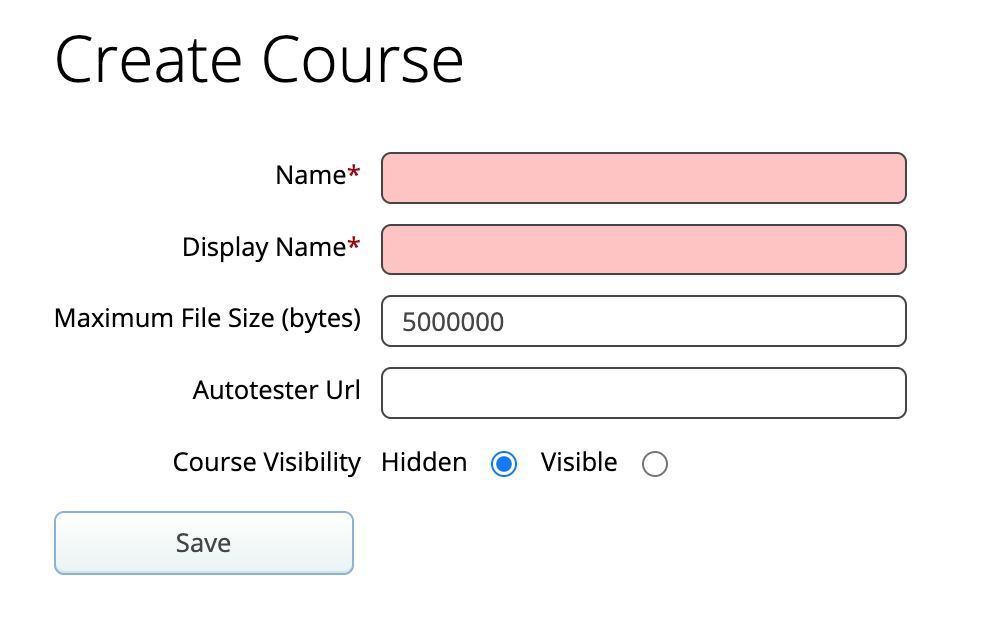 Create Course
Name*
Display Name*
Maximum File Size (bytes) 5000000
Autotester Url
Course Visibility Hidden Visible
Save